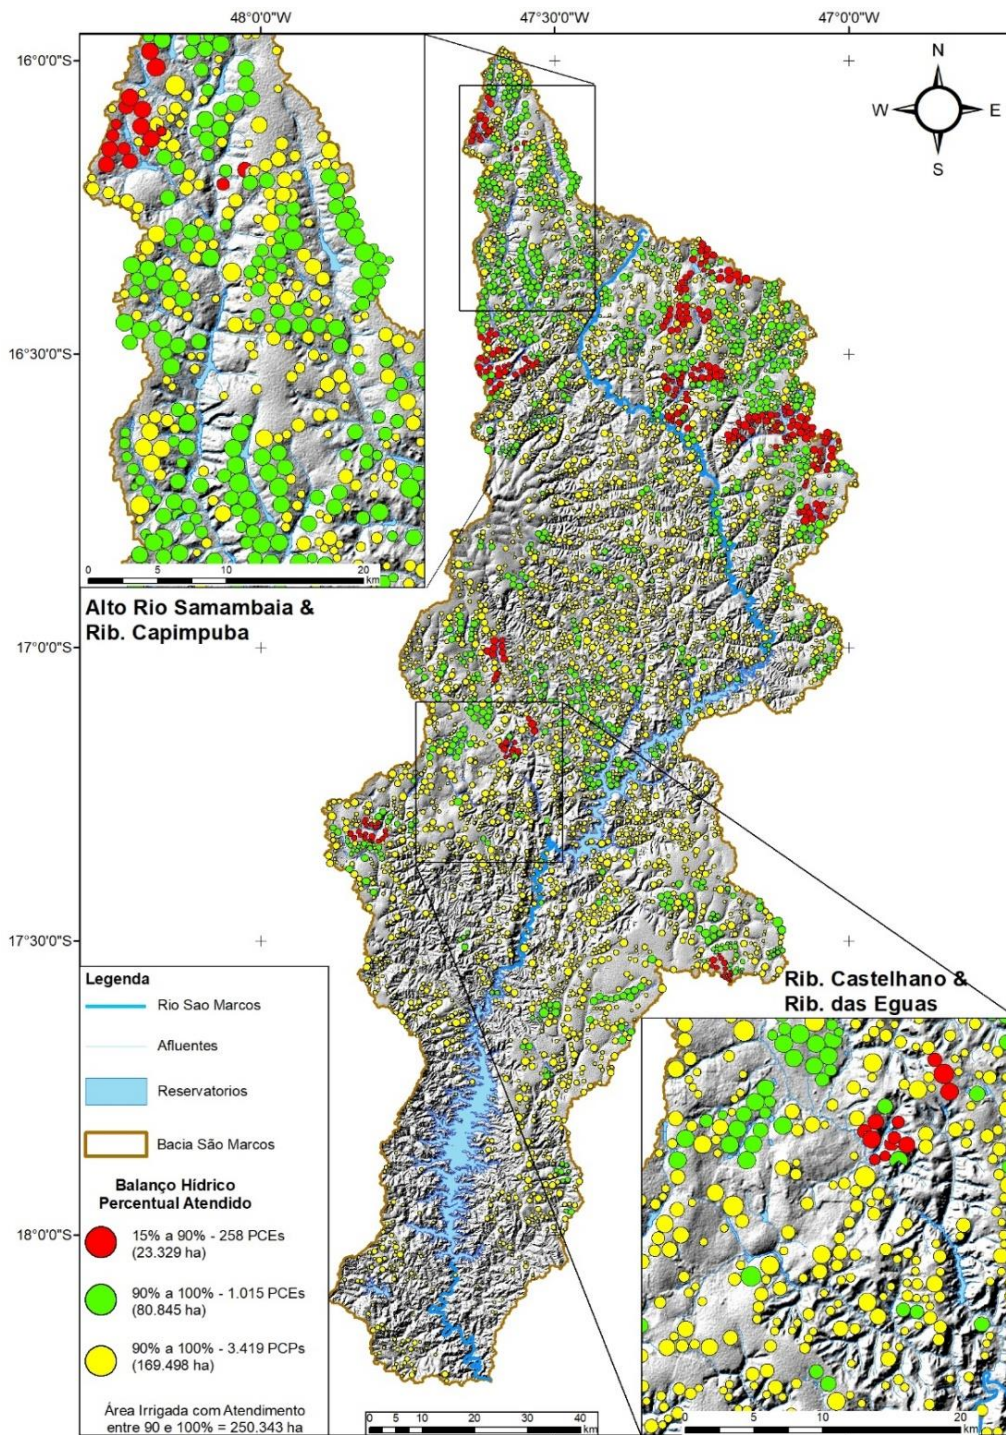 48°0'0"W
47°30'0"W
47°0'0"W
16°0'0"S
N
W
E
S
16°30'0"S
0
5
10
20
km
Alto Rio Samambaia &
Rib. Capimpuba
17°0'0"S
17°30'0"S
Legenda
Rio Sao Marcos
Afluentes
Reservatorios
Bacia São Marcos
Balanço Hídrico
Percentual Atendido
15% a 90% - 258 PCEs
(23.329 ha)
90% a 100% - 1.015 PCEs
(80.845 ha)
90% a 100% - 3.419 PCPs
(169.498 ha)
Área Irrigada com Atendimento
entre 90 e 100% = 250.343 ha
18°0'0"S
0 5 10 20 30 40
km
Rib. Castelhano &
Rib. das Eguas
0
5
10
20
km